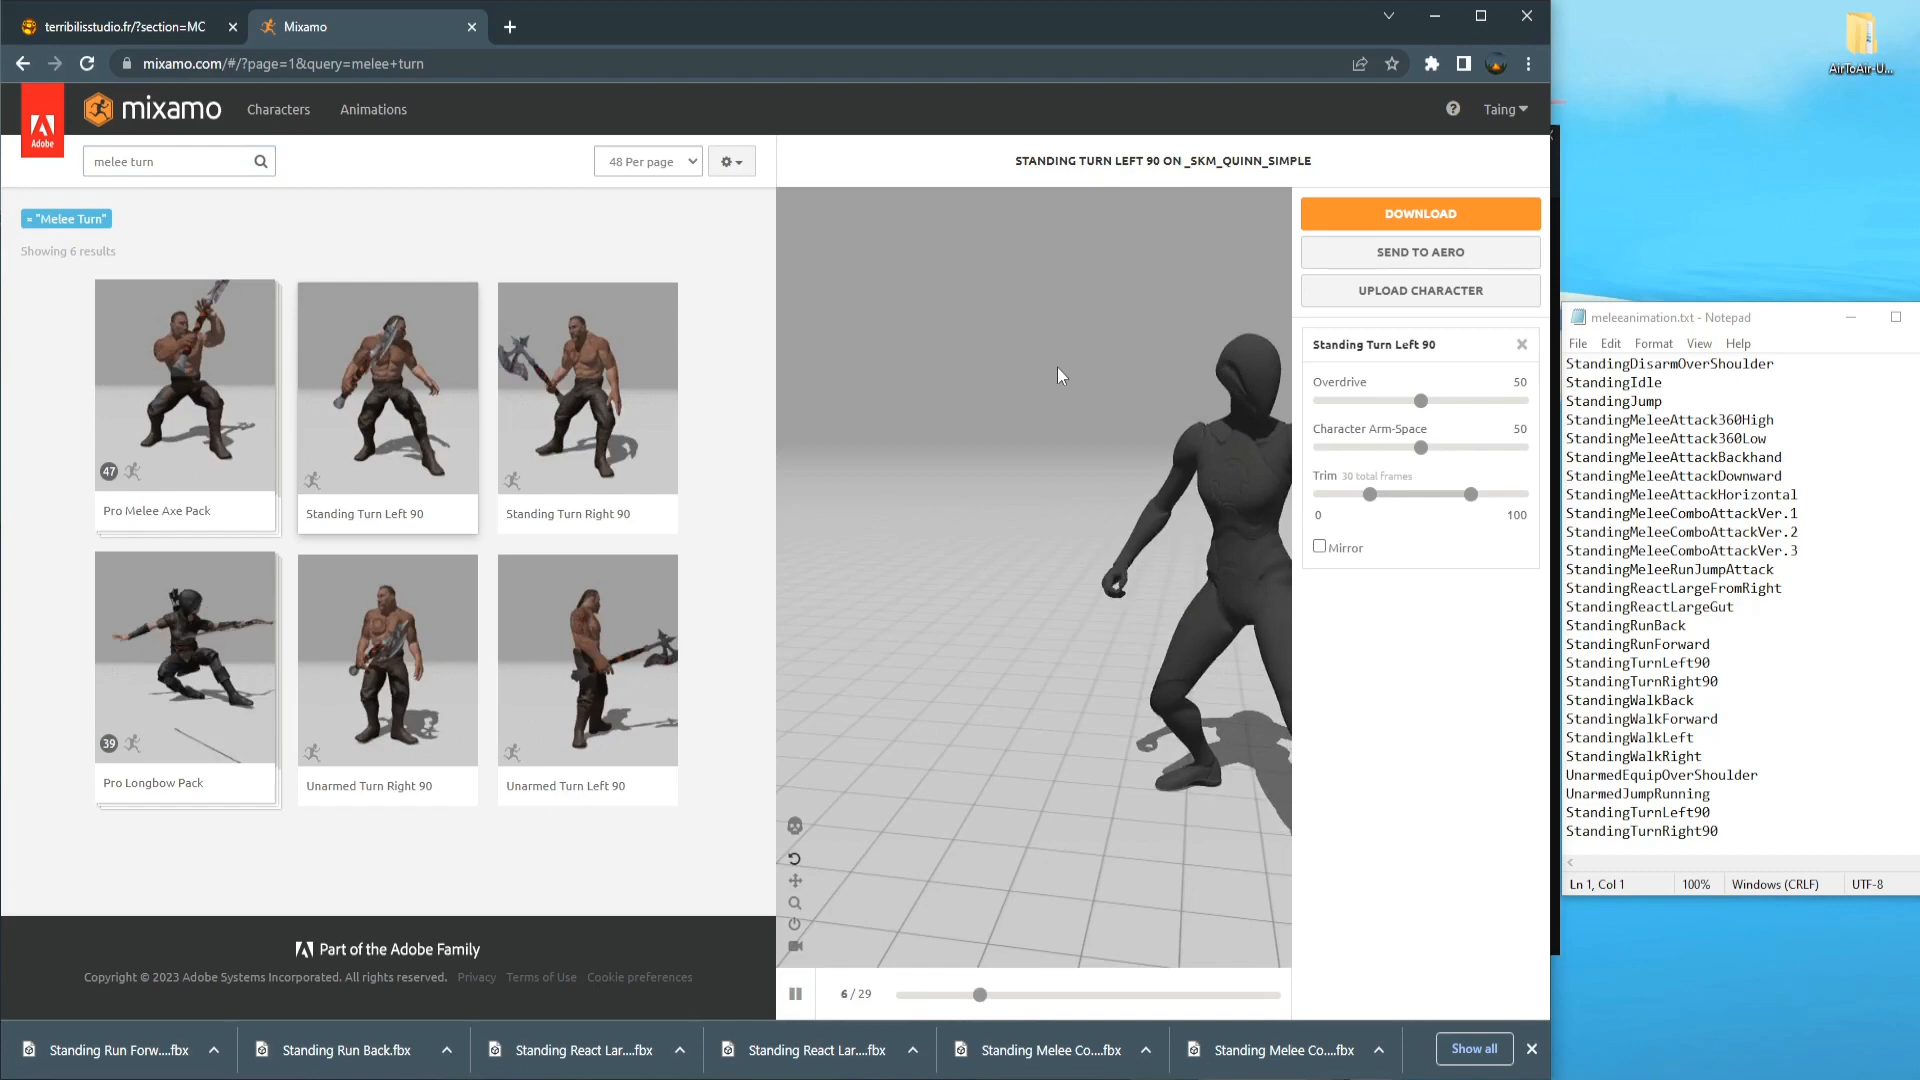 terribilisstudio.fr/?section=MC
Mixamo
mixamo.com/#/?page=1&query=melee+turn
Adobe
mixamo
Characters
Animations
Taing
melee turn
48 Per page
STANDING TURN LEFT 90 ON _SKM_QUINN_SIMPLE
= "Melee Turn"
Showing 6 results
47
Pro Melee Axe Pack
Standing Turn Left 90
Standing Turn Right 90
39
Pro Longbow Pack
Unarmed Turn Right 90
Unarmed Turn Left 90
DOWNLOAD
SEND TO AERO
UPLOAD CHARACTER
Standing Turn Left 90
Overdrive 50
Character Arm-Space 50
Trim 30 total frames
0 100
Mirror
6 / 29
Part of the Adobe Family
Copyright © 2023 Adobe Systems Incorporated. All rights reserved. Privacy Terms of Use Cookie preferences
Standing Run Forw....fbx
Standing Run Back.fbx
Standing React Lar....fbx
Standing React Lar....fbx
Standing Melee Co....fbx
Standing Melee Co....fbx
Show all
AirToAir-U...
meleeanimation.txt - Notepad
File Edit Format View Help
StandingDisarmOverShoulder
StandingIdle
StandingJump
StandingMeleeAttack360High
StandingMeleeAttack360Low
StandingMeleeAttackBackhand
StandingMeleeAttackDownward
StandingMeleeAttackHorizontal
StandingMeleeComboAttackVer.1
StandingMeleeComboAttackVer.2
StandingMeleeComboAttackVer.3
StandingMeleeRunJumpAttack
StandingReactLargeFromRight
StandingReactLargeGut
StandingRunBack
StandingRunForward
StandingTurnLeft90
StandingTurnRight90
StandingWalkBack
StandingWalkForward
StandingWalkLeft
StandingWalkRight
UnarmedEquipOverShoulder
UnarmedJumpRunning
StandingTurnLeft90
StandingTurnRight90
Ln 1, Col 1 100% Windows (CRLF) UTF-8